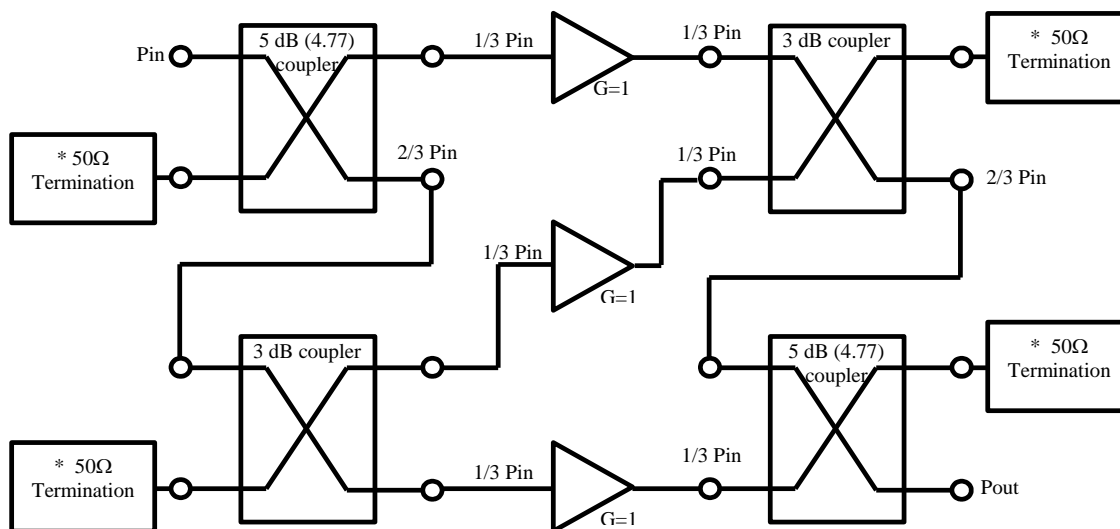 Pin
5 dB (4.77)
coupler
1/3 Pin
G=1
1/3 Pin
3 dB coupler
* 50Ω
Termination
* 50Ω
Termination
2/3 Pin
1/3 Pin
2/3 Pin
1/3 Pin
G=1
3 dB coupler
5 dB (4.77)
coupler
* 50Ω
Termination
* 50Ω
Termination
1/3 Pin
G=1
1/3 Pin
Pout